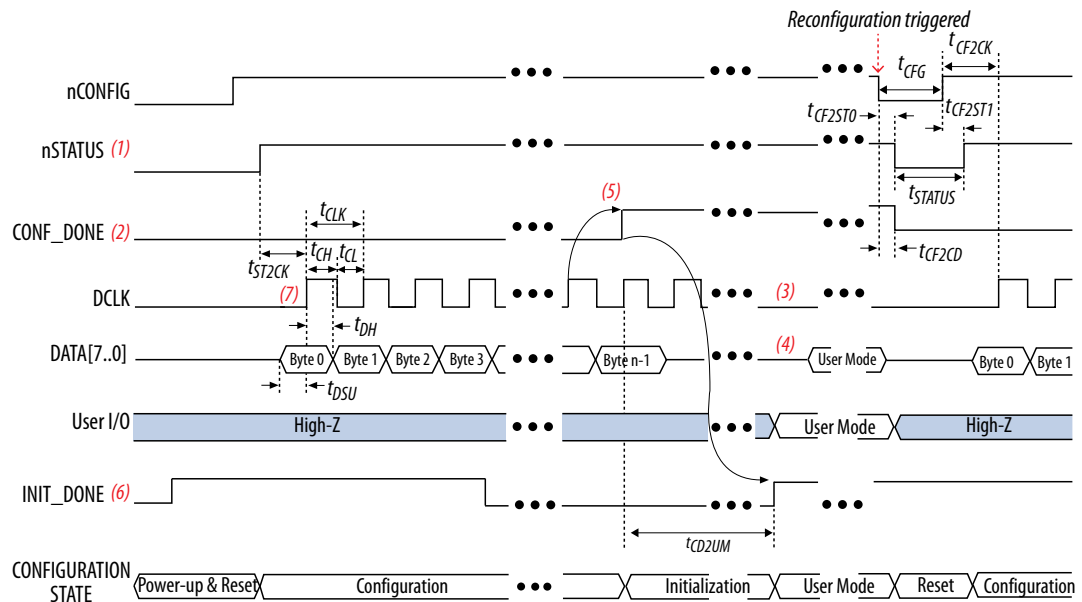 Reconfiguration triggered
tCFG
tCF2CK
nCONFIG
tCF2ST0
tCF2ST1
nSTATUS (1)
tSTATUS
(5)
tCLK
CONF_DONE (2)
tST2CK
tCH
tCL
tCF2CD
DCLK
(7)
(3)
tDH
DATA[7..0]
Byte 0
Byte 1
Byte 2
Byte 3
Byte n-1
(4)
User Mode
Byte 0
Byte 1
tDSU
User I/O
High-Z
User Mode
High-Z
INIT_DONE (6)
tCD2UM
CONFIGURATION
STATE
Power-up & Reset
Configuration
Initialization
User Mode
Reset
Configuration